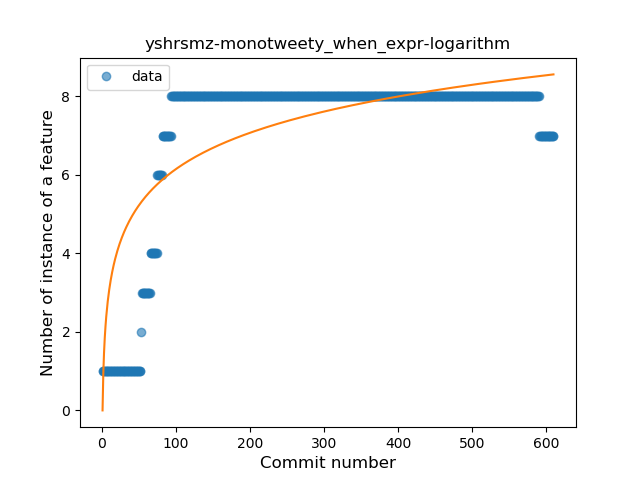 yshrsmz-monotweety_when_expr-logarithm
data
Number of instance of a feature
8
6
4
2
0
0 100 200 300 400 500 600
Commit number